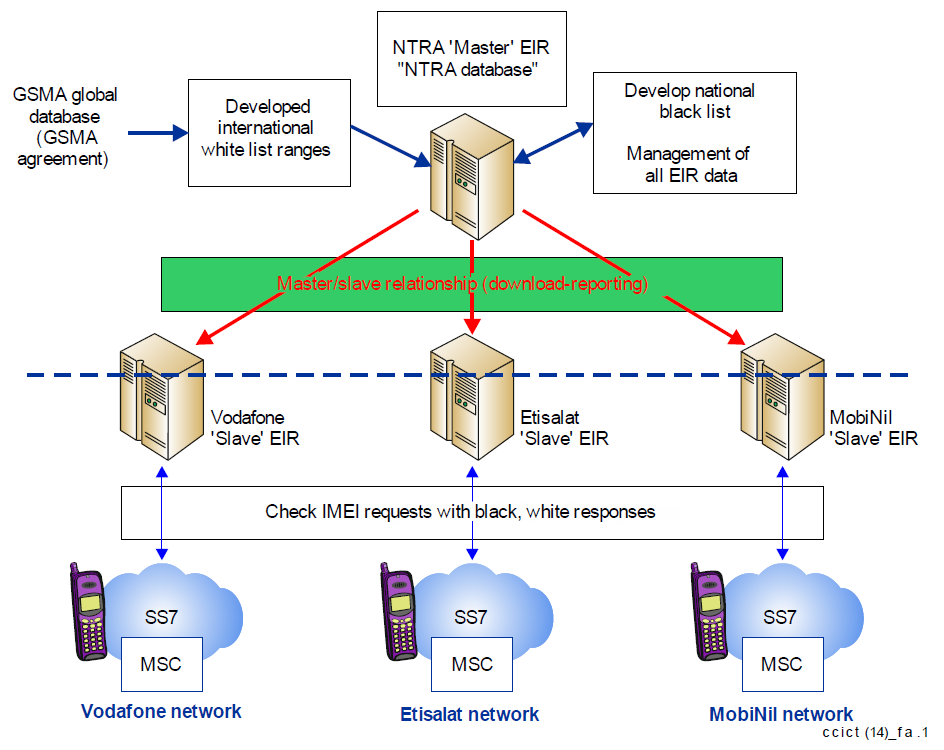 NTRA 'Master' EIR
"NTRA database"
GSMA global
database
(GSMA
agreement)
Developed
international
white list ranges
Develop national
black list
Management of
all EIR data
Master/slave relationship (download-reporting)
Vodafone
'Slave' EIR
Etisalat
'Slave' EIR
MobiNil
'Slave' EIR
Check IMEI requests with black, white responses
SS7
MSC
SS7
MSC
SS7
MSC
Vodafone network
Etisalat network
MobiNil network
ccict (14)_fa .1